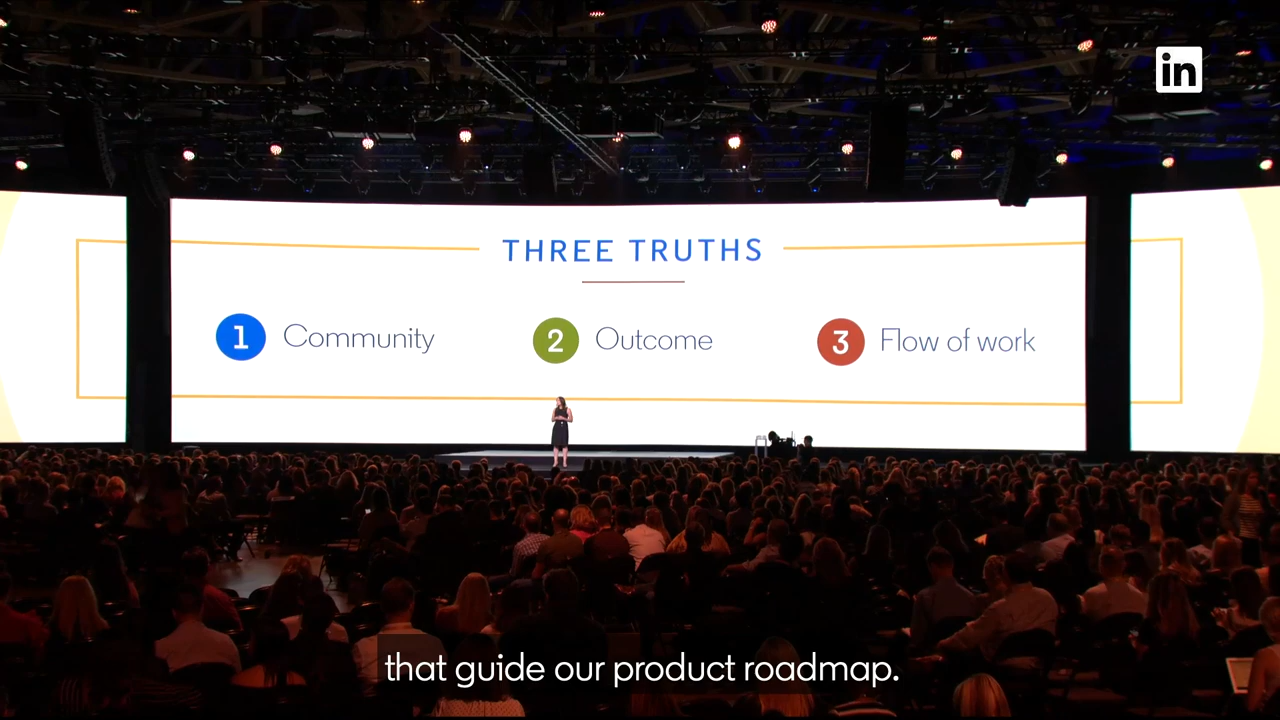 in
THREE TRUTHS
1 Community
2 Outcome
3 Flow of work
that guide our product roadmap.